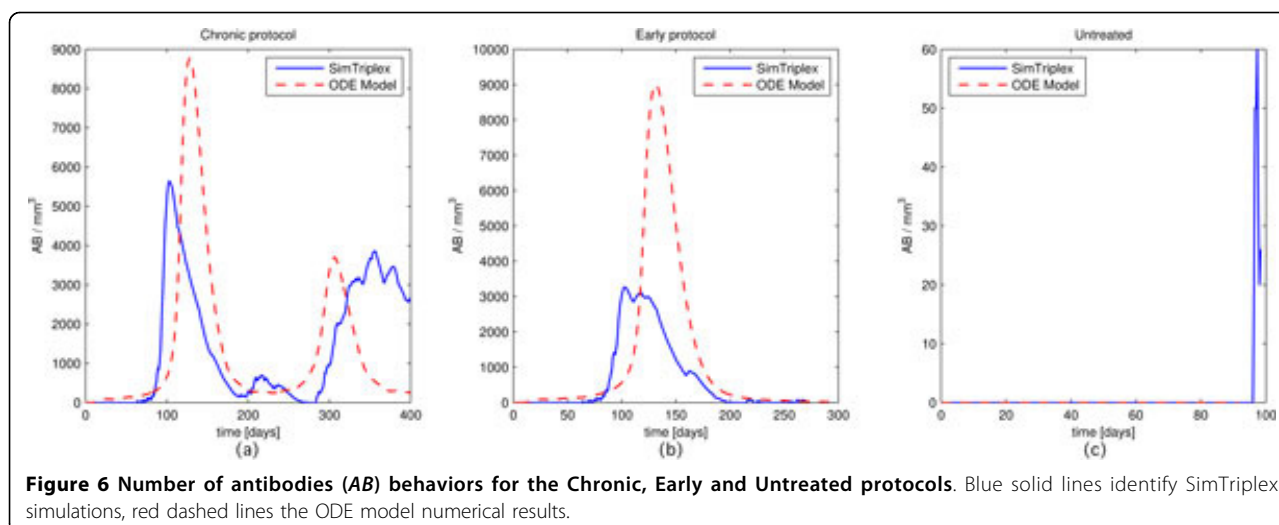 Chronic protocol
9000
8000
7000
6000
5000
4000
3000
2000
1000
0
AB / mm³
SimTriplex
ODE Model
0 100 200 300 400
time [days]
(a)
Early protocol
10000
9000
8000
7000
6000
5000
4000
3000
2000
1000
0
AB / mm³
SimTriplex
ODE Model
0 50 100 150 200 250 300
time [days]
(b)
Untreated
60
50
40
30
20
10
0
AB / mm³
SimTriplex
ODE Model
0 20 40 60 80 100
time [days]
(c)
Figure 6 Number of antibodies (AB) behaviors for the Chronic, Early and Untreated protocols. Blue solid lines identify SimTriplex
simulations, red dashed lines the ODE model numerical results.